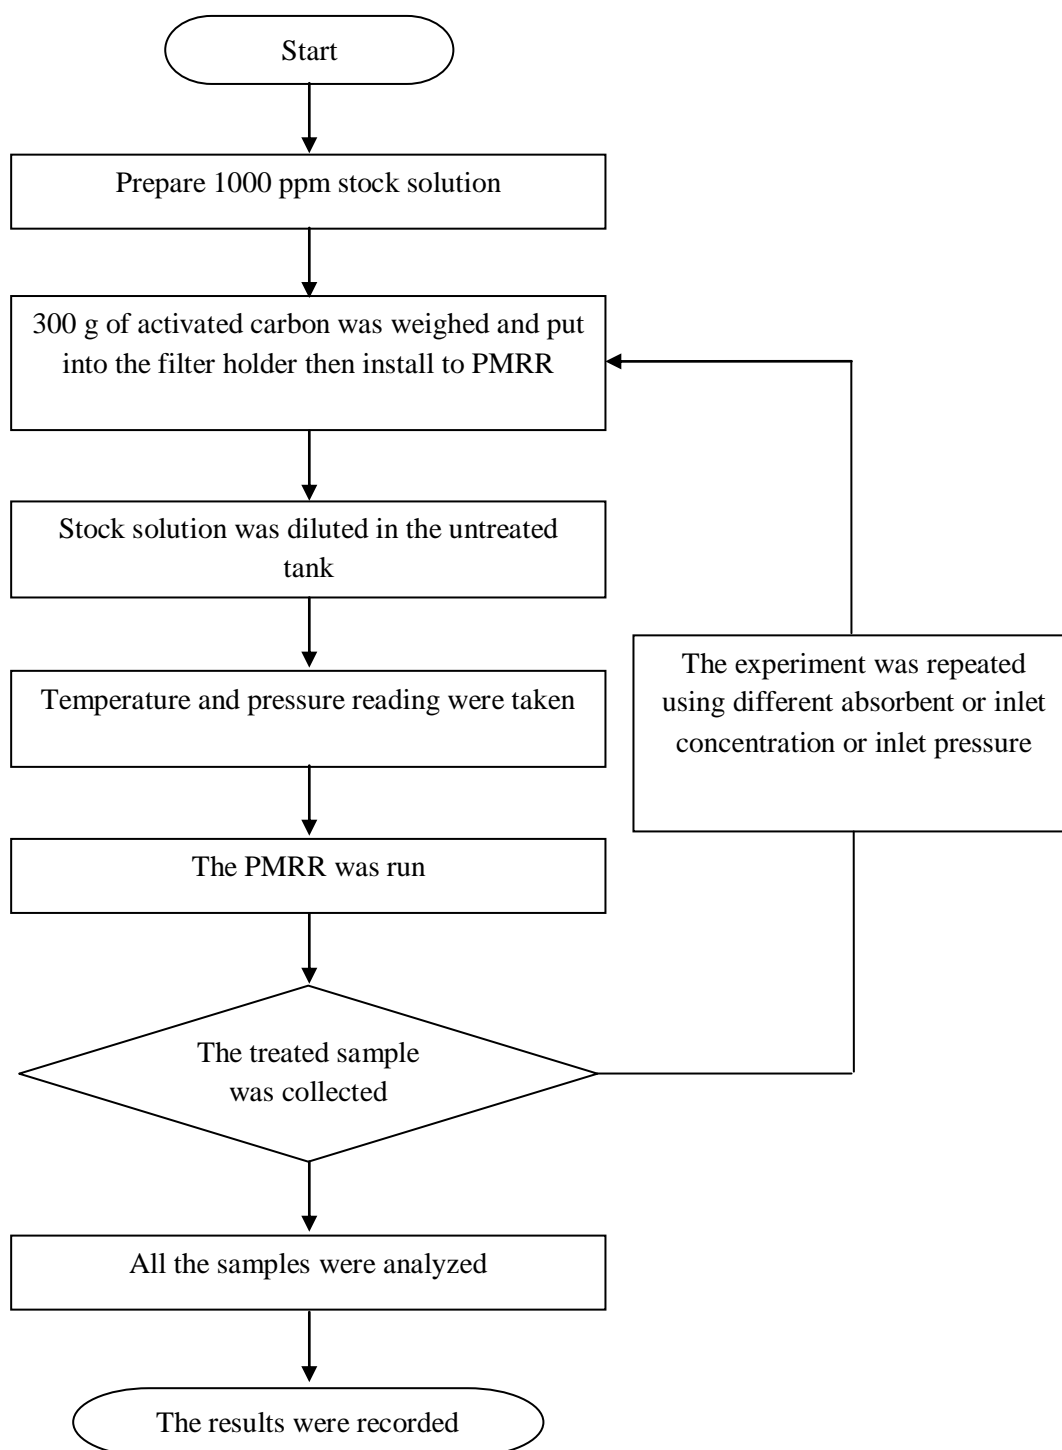 Start
Prepare 1000 ppm stock solution
300 g of activated carbon was weighed and put
into the filter holder then install to PMRR
Stock solution was diluted in the untreated
tank
Temperature and pressure reading were taken
The experiment was repeated
using different absorbent or inlet
concentration or inlet pressure
The PMRR was run
The treated sample
was collected
All the samples were analyzed
The results were recorded